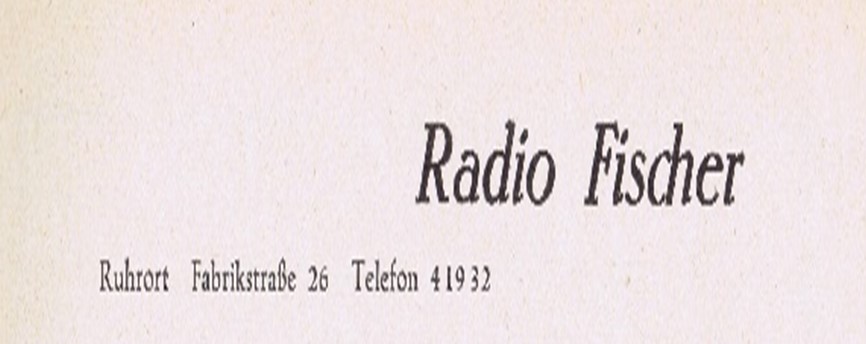 Radio Fischer
Ruhrort Fabrikstraße 26 Telefon 41932